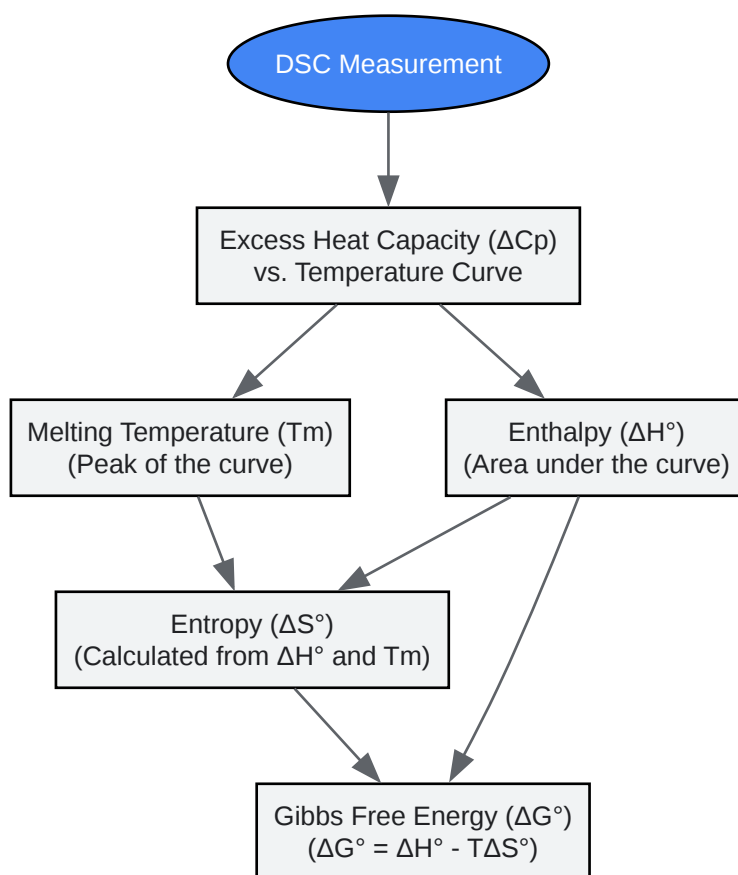 DSC Measurement
Excess Heat Capacity (ΔCp)
vs. Temperature Curve
Melting Temperature (Tm)
(Peak of the curve)
Enthalpy (ΔH°)
(Area under the curve)
Entropy (ΔS°)
(Calculated from ΔH° and Tm)
Gibbs Free Energy (ΔG°)
(ΔG° = ΔH° - TΔS°)